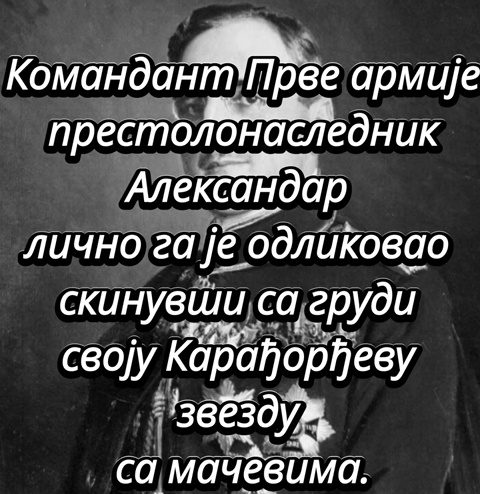 Командант Прве армије
престолонаследник
Александар
лично га је одликовао
скинувши са груди
своју Карађорђеву
звезду
са мачевима.